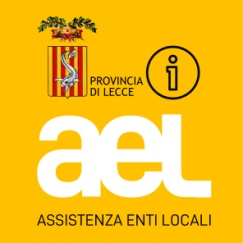 PROVINCIA
DI LECCE
i
ael
ASSISTENZA ENTI LOCALI